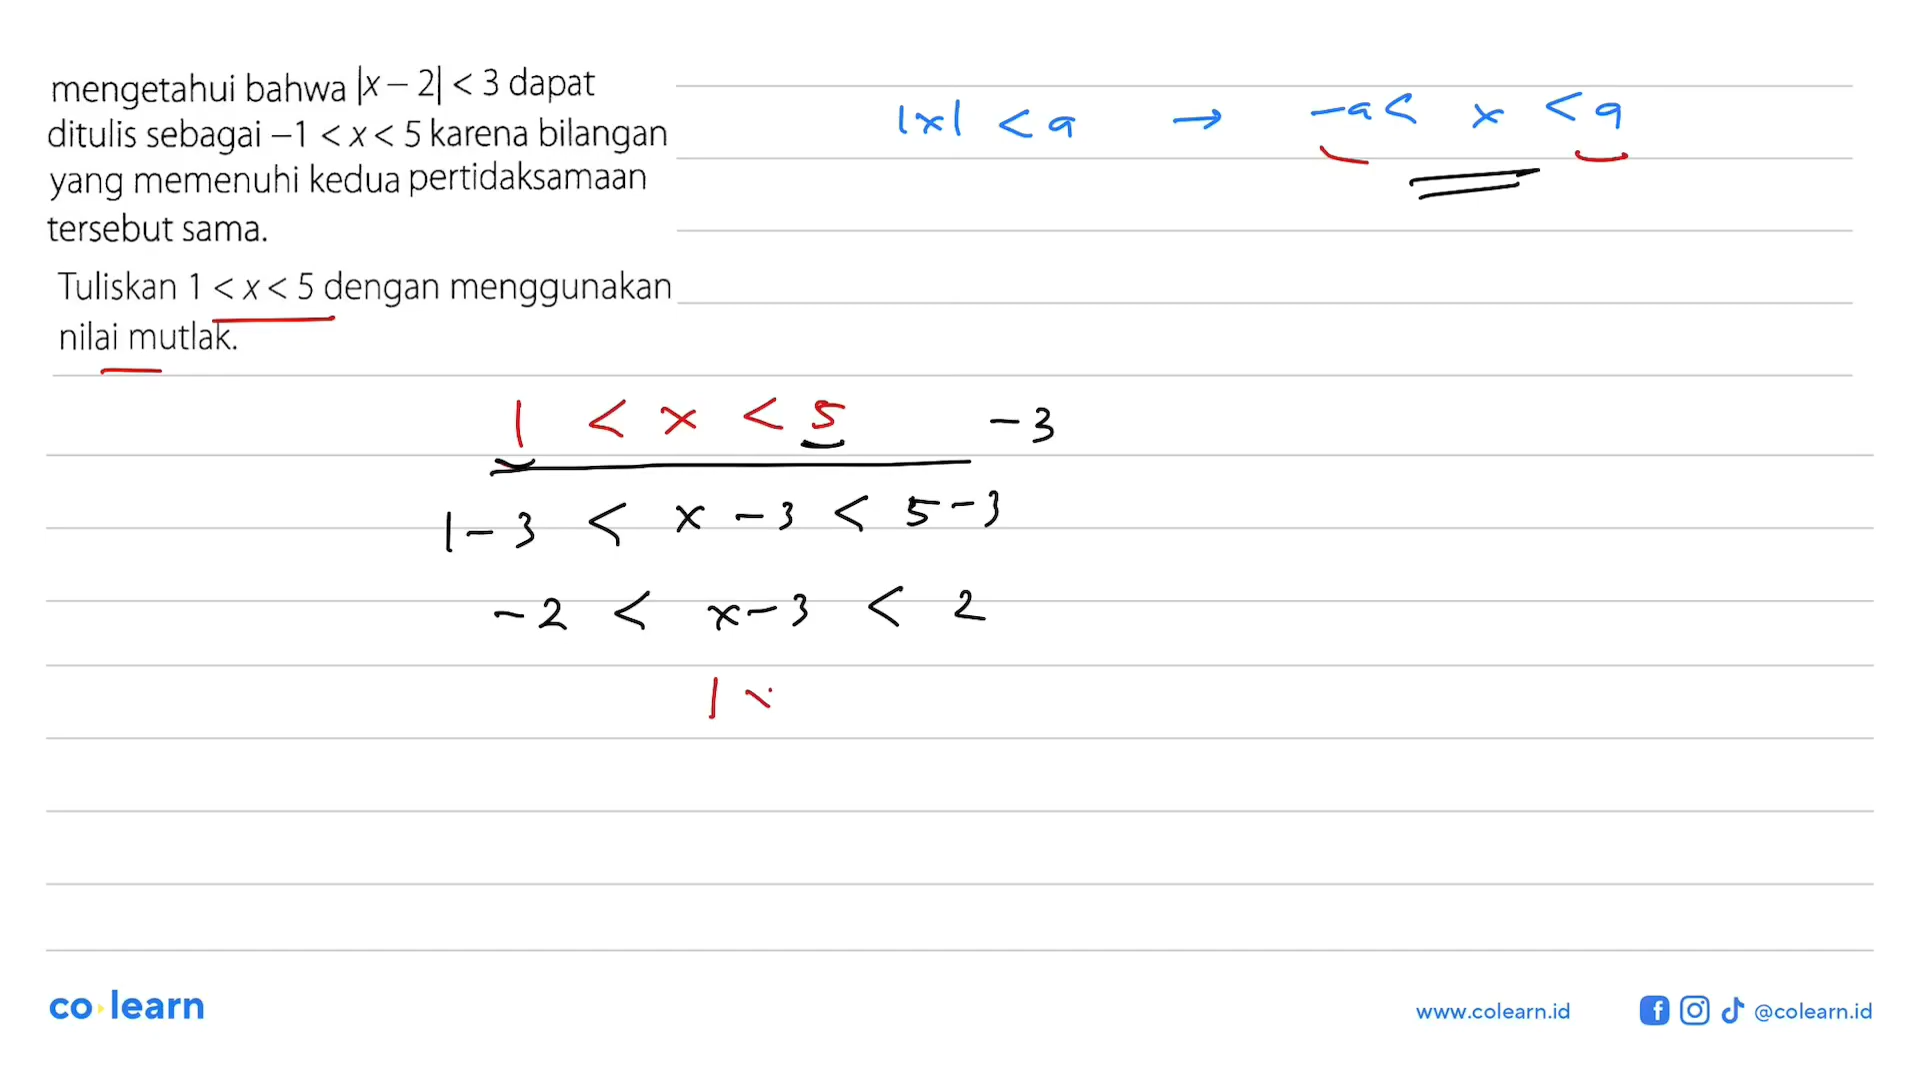 mengetahui bahwa |x − 2| < 3 dapat
ditulis sebagai −1 < x < 5 karena bilangan
yang memenuhi kedua pertidaksamaan
tersebut sama.
Tuliskan 1 < x < 5 dengan menggunakan
nilai mutlak.
|x| < a → -a < x < a
1 < x < 5 -3
1-3 < x-3 < 5-3
-2 < x-3 < 2
|
co learn
www.colearn.id
@colearn.id